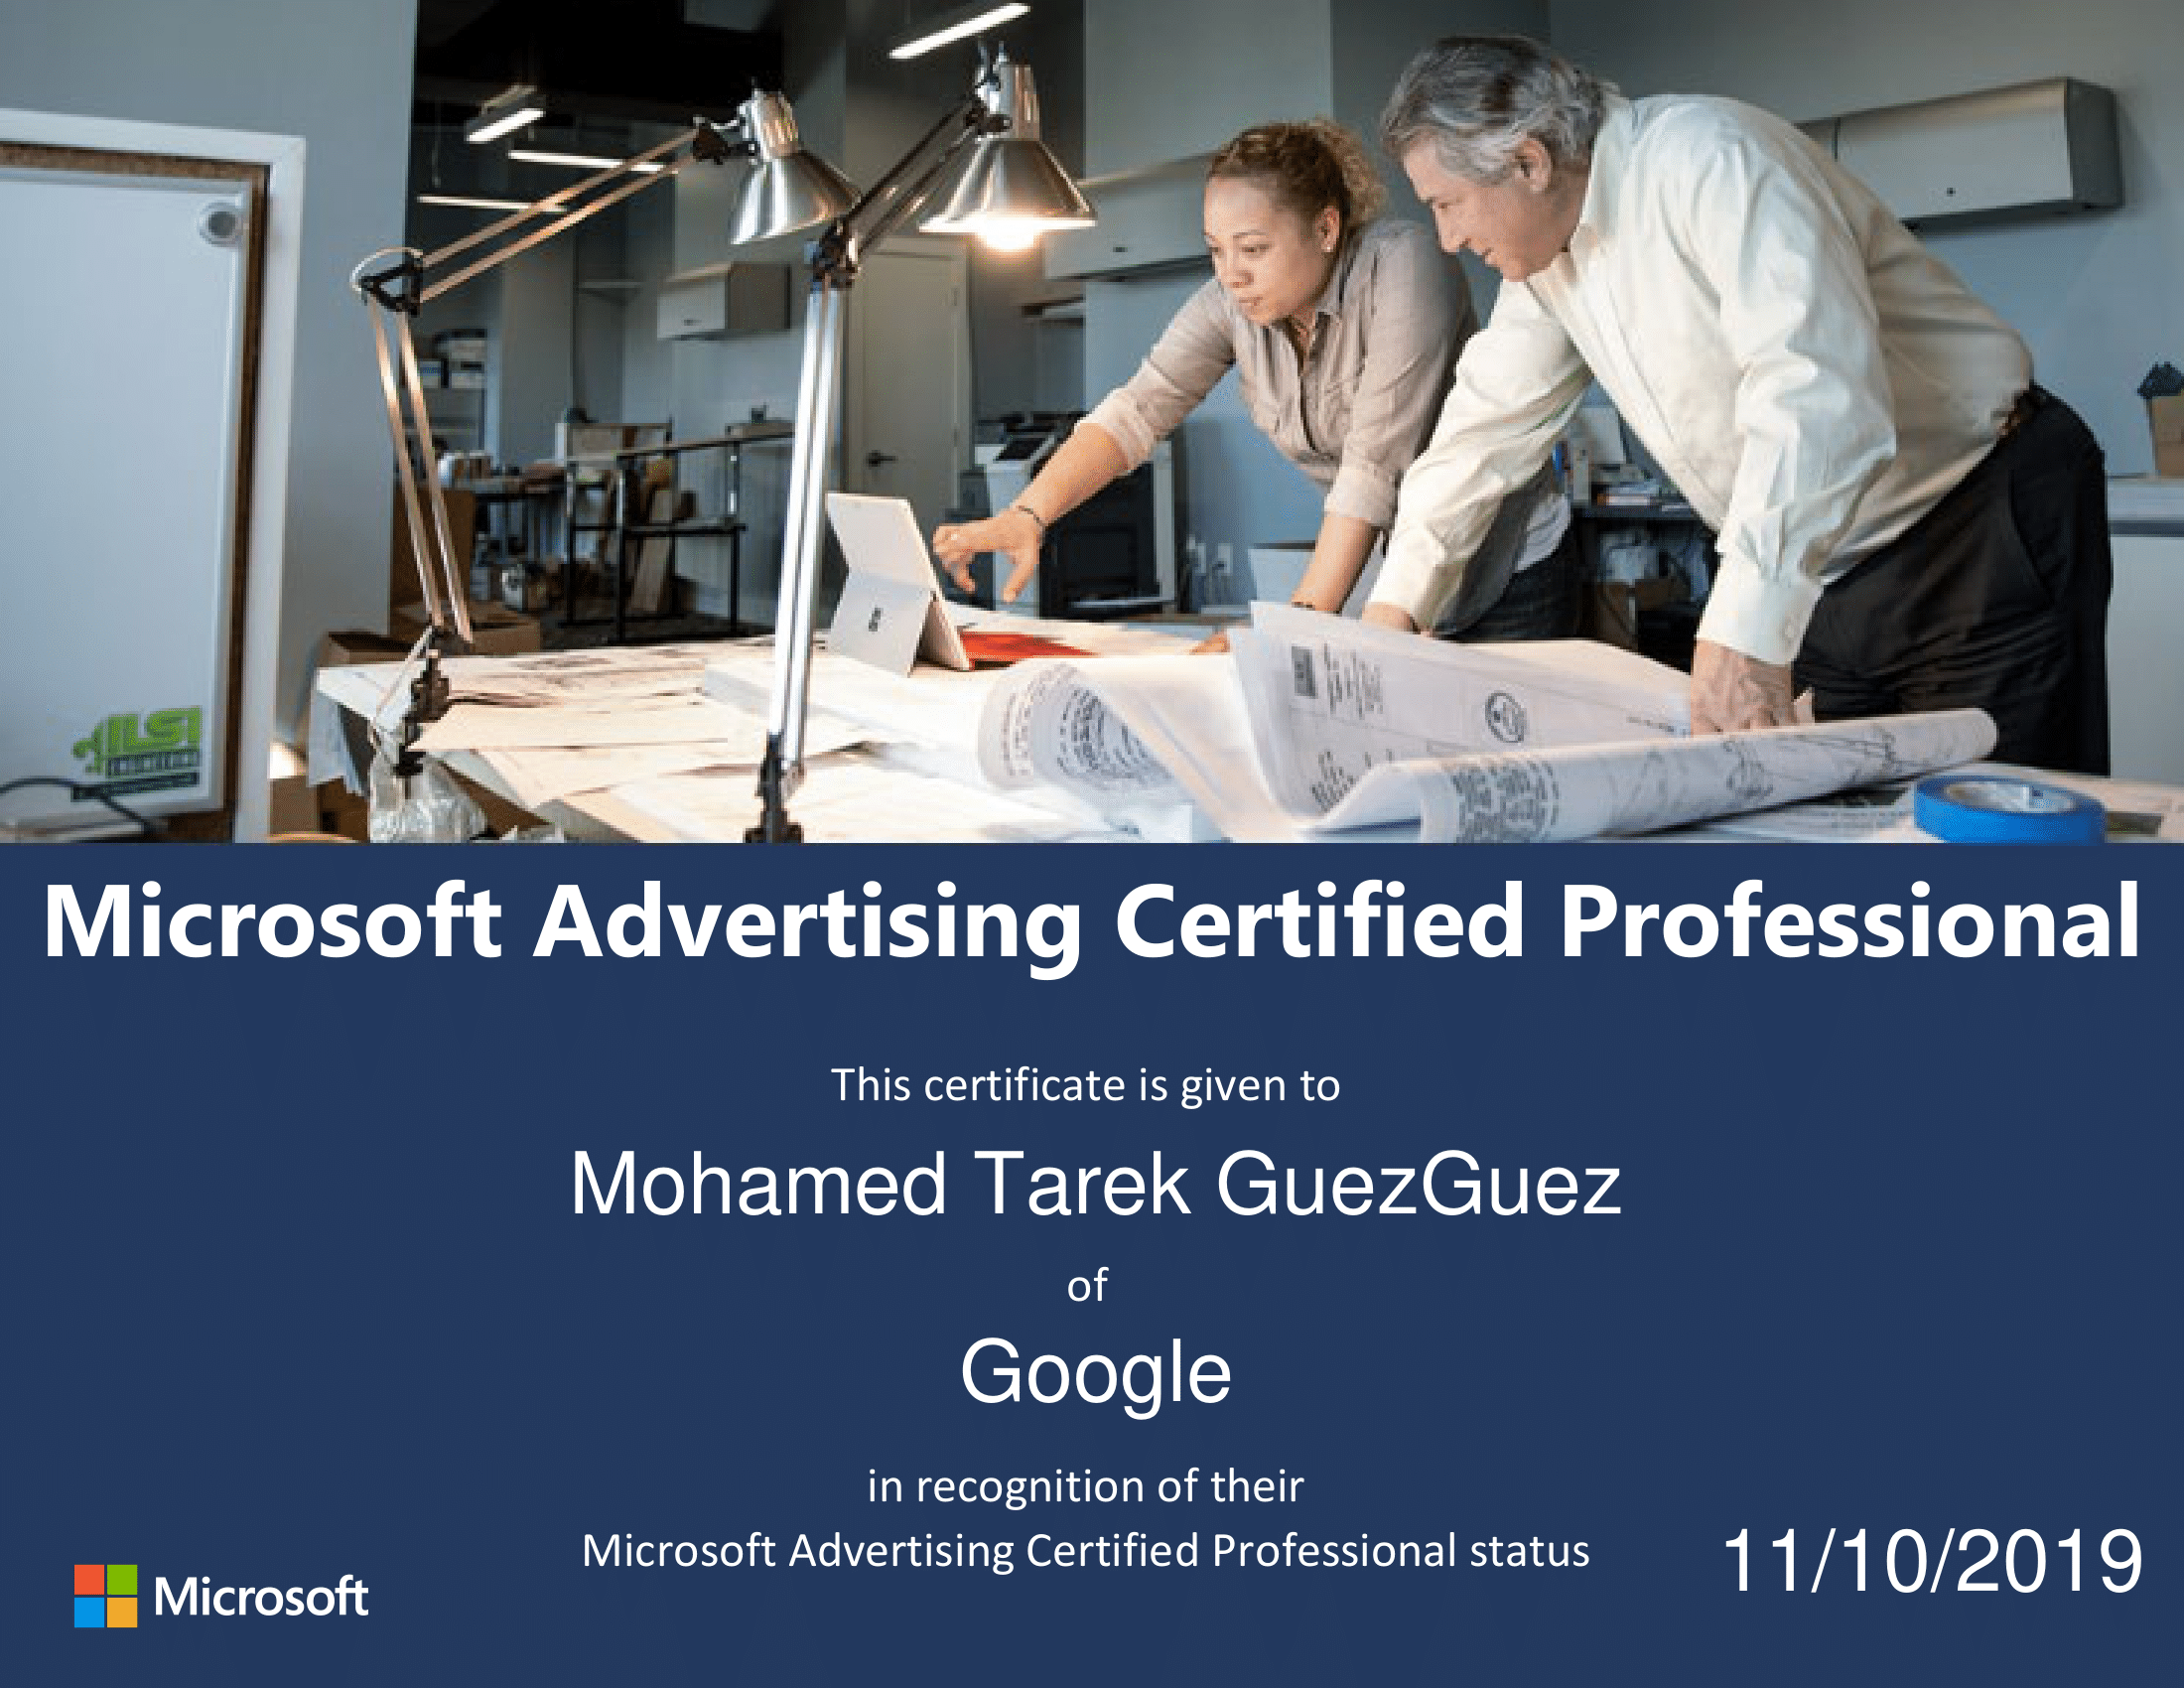 ILSI
Microsoft Advertising Certified Professional
This certificate is given to
Mohamed Tarek GuezGuez
of
Google
in recognition of their
Microsoft Advertising Certified Professional status
11/10/2019
Microsoft